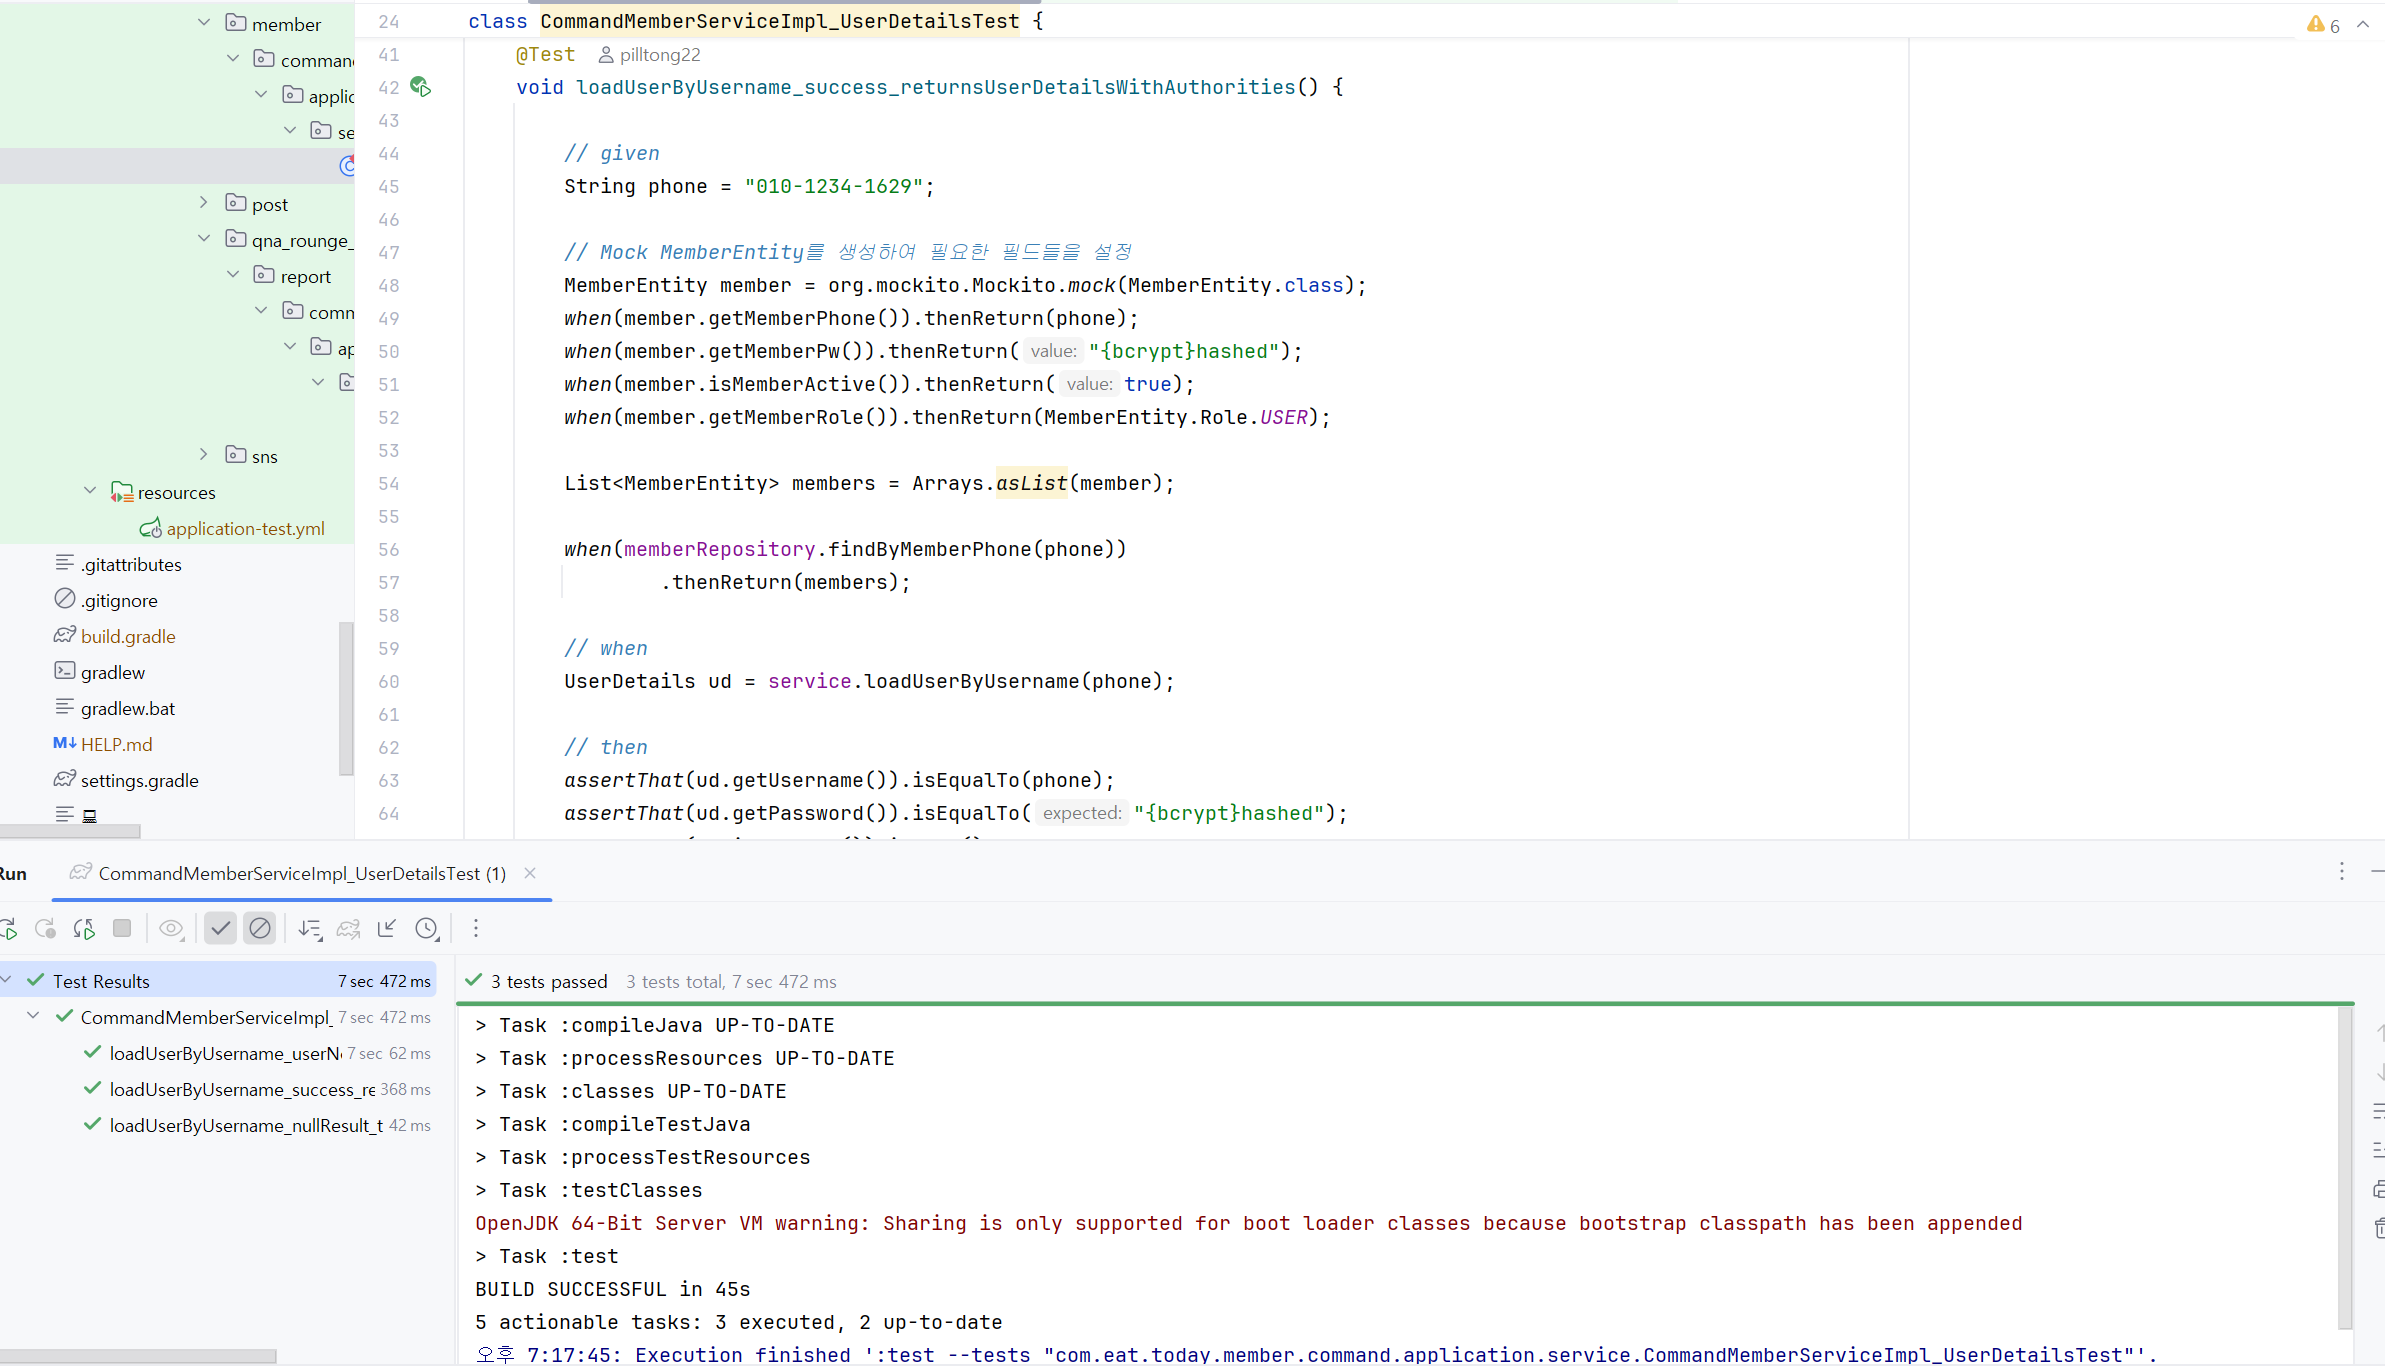 member
comman
applic
se
post
qna_rounge_
report
comm
ap
sns
resources
application-test.yml
.gitattributes
.gitignore
build.gradle
gradlew
gradlew.bat
M↓ HELP.md
settings.gradle
24 class CommandMemberServiceImpl_UserDetailsTest {
6
41 @Test pilltong22
42 void loadUserByUsername_success_returnsUserDetailsWithAuthorities() {
43
44 // given
45 String phone = "010-1234-1629";
46
47 // Mock MemberEntity를 생성하여 필요한 필드들을 설정
48 MemberEntity member = org.mockito.Mockito.mock(MemberEntity.class);
49 when(member.getMemberPhone()).thenReturn(phone);
50 when(member.getMemberPw()).thenReturn( value: "{bcrypt}hashed");
51 when(member.isMemberActive()).thenReturn( value: true);
52 when(member.getMemberRole()).thenReturn(MemberEntity.Role.USER);
53
54 List<MemberEntity> members = Arrays.asList(member);
55
56 when(memberRepository.findByMemberPhone(phone))
57 .thenReturn(members);
58
59 // when
60 UserDetails ud = service.loadUserByUsername(phone);
61
62 // then
63 assertThat(ud.getUsername()).isEqualTo(phone);
64 assertThat(ud.getPassword()).isEqualTo( expected: "{bcrypt}hashed");
Run CommandMemberServiceImpl_UserDetailsTest (1)
Test Results 7 sec 472 ms
CommandMemberServiceImpl_ 7 sec 472 ms
loadUserByUsername_userN 7 sec 62 ms
loadUserByUsername_success_re 368 ms
loadUserByUsername_nullResult_t 42 ms
3 tests passed 3 tests total, 7 sec 472 ms
> Task :compileJava UP-TO-DATE
> Task :processResources UP-TO-DATE
> Task :classes UP-TO-DATE
> Task :compileTestJava
> Task :processTestResources
> Task :testClasses
OpenJDK 64-Bit Server VM warning: Sharing is only supported for boot loader classes because bootstrap classpath has been appended
> Task :test
BUILD SUCCESSFUL in 45s
5 actionable tasks: 3 executed, 2 up-to-date
오후 7:17:45: Execution finished ':test --tests "com.eat.today.member.command.application.service.CommandMemberServiceImpl_UserDetailsTest"'.